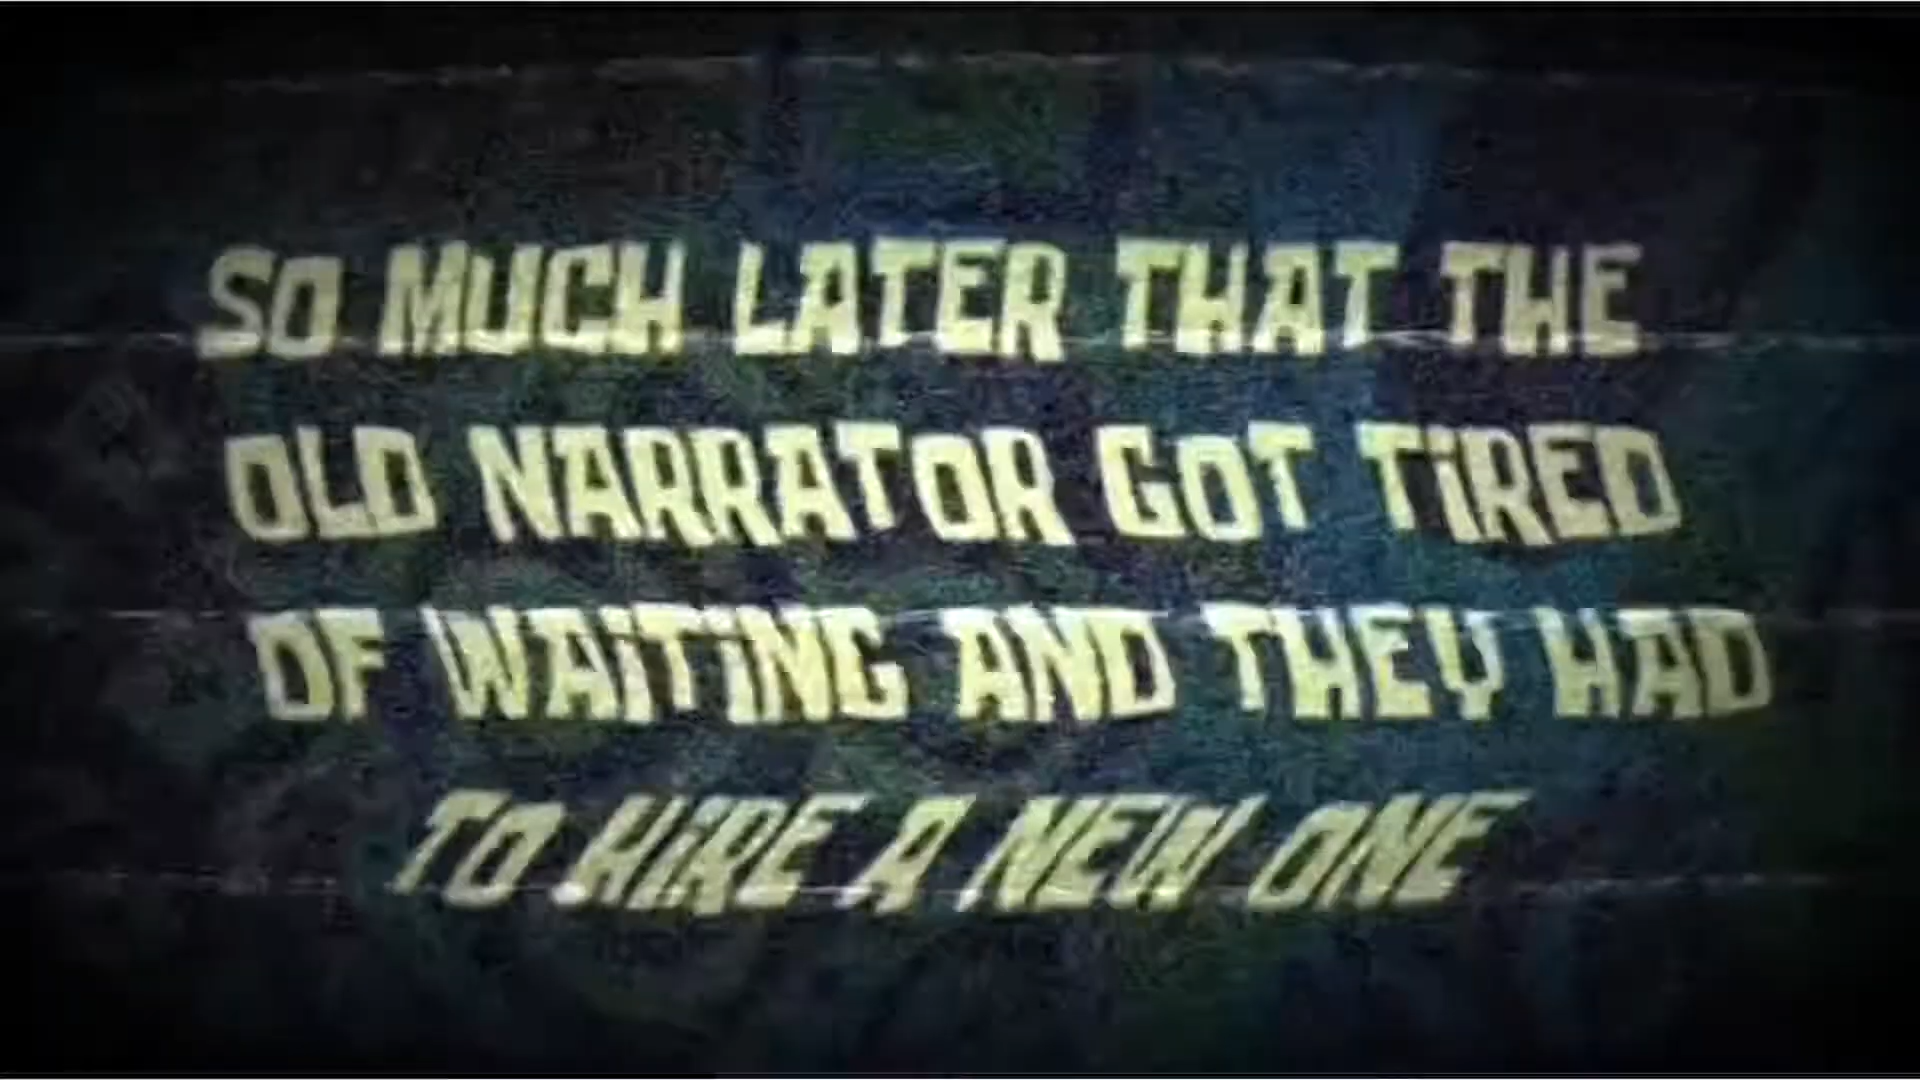 SO MUCH LATER THAT THE
OLD NARRATOR GOT TiRED
OF WAiTiNG AND THEY HAD
TO HiRE A NEW ONE